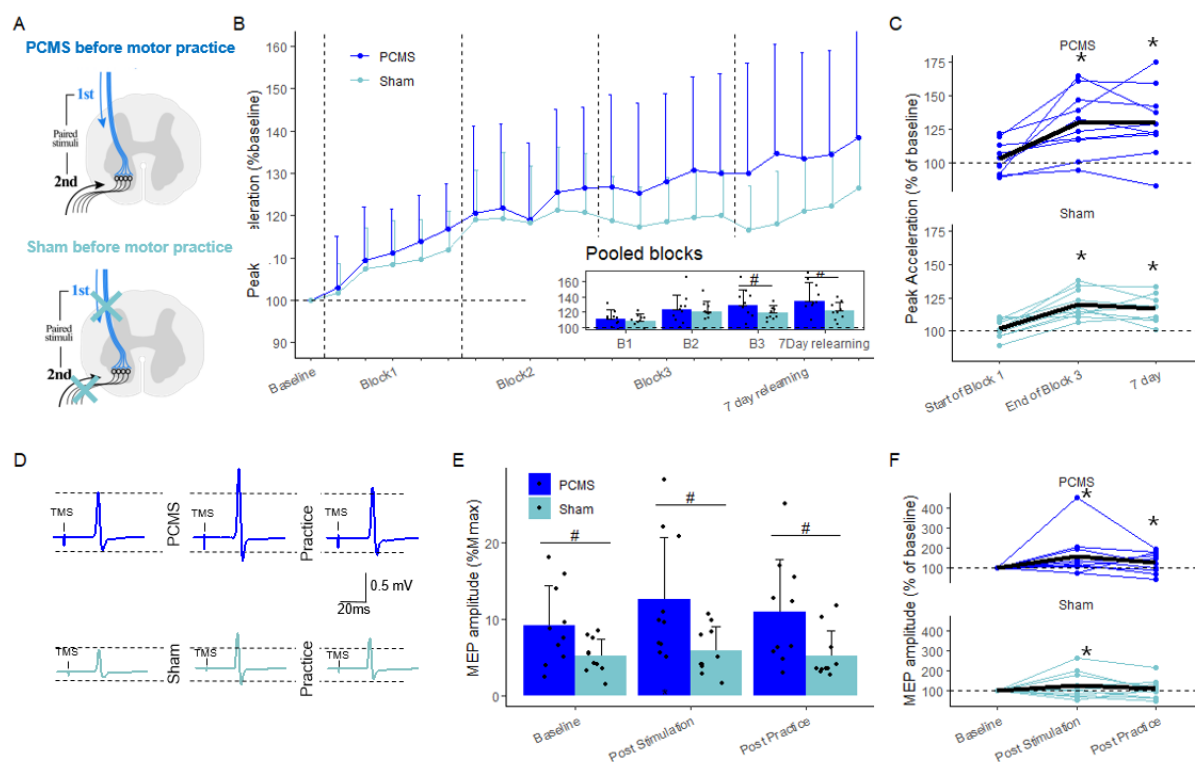 A
PCMS before motor practice
1st
Paired
stimuli
2nd
Sham before motor practice
1st
Paired
stimuli
2nd
B
PCMS
Sham
Peak
eleration (%baseline)
160
150
140
130
120
110
100
90
Pooled blocks
#
#
160
140
120
100
B1
B2
B3
7Day relearning
Baseline
Block1
Block2
Block3
7 day relearning
C
PCMS
*
*
175
150
125
100
Sham
*
*
175
150
125
100
Peak Acceleration (% of baseline)
Start of Block 1
End of Block 3
7 day
D
TMS
PCMS
TMS
Practice
TMS
0.5 mV
20ms
TMS
Sham
TMS
Practice
TMS
E
PCMS
Sham
#
#
#
MEP amplitude (%M max)
20
10
0
Baseline
Post Stimulation
Post Practice
F
PCMS
*
*
400
300
200
100
Sham
*
400
300
200
100
MEP amplitude (% of baseline)
Baseline
Post Stimulation
Post Practice